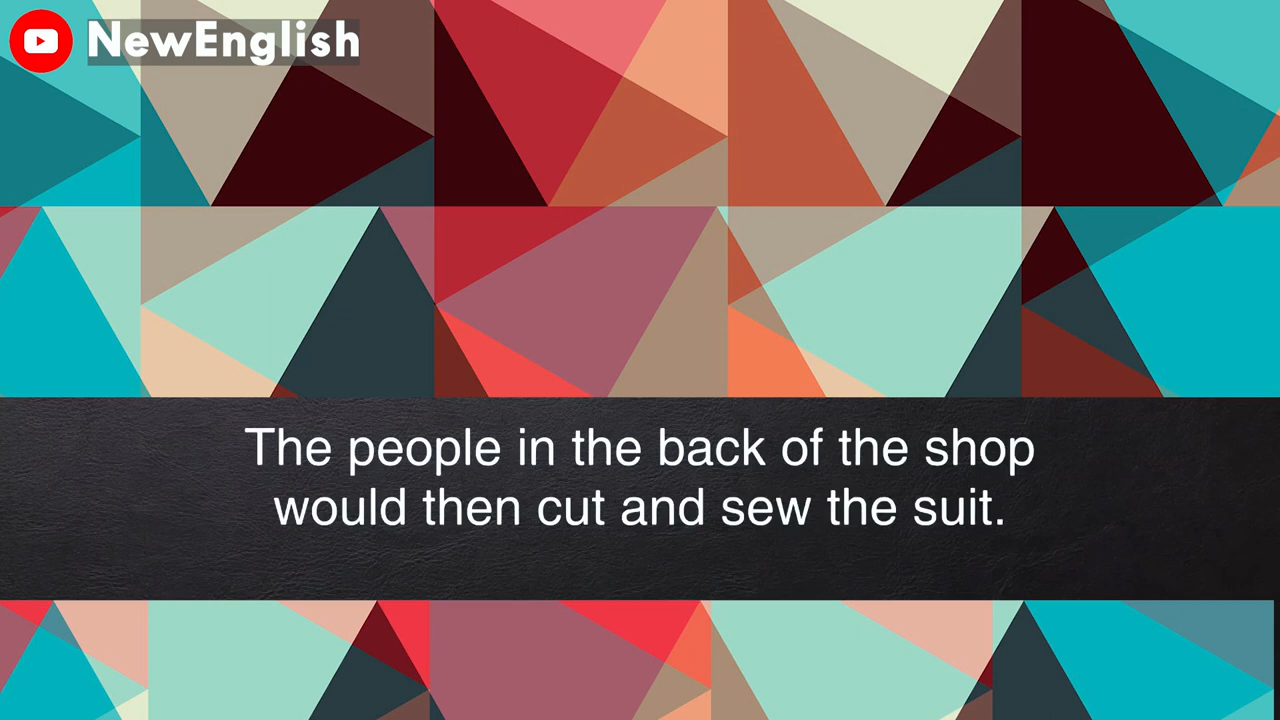 NewEnglish
The people in the back of the shop
would then cut and sew the suit.